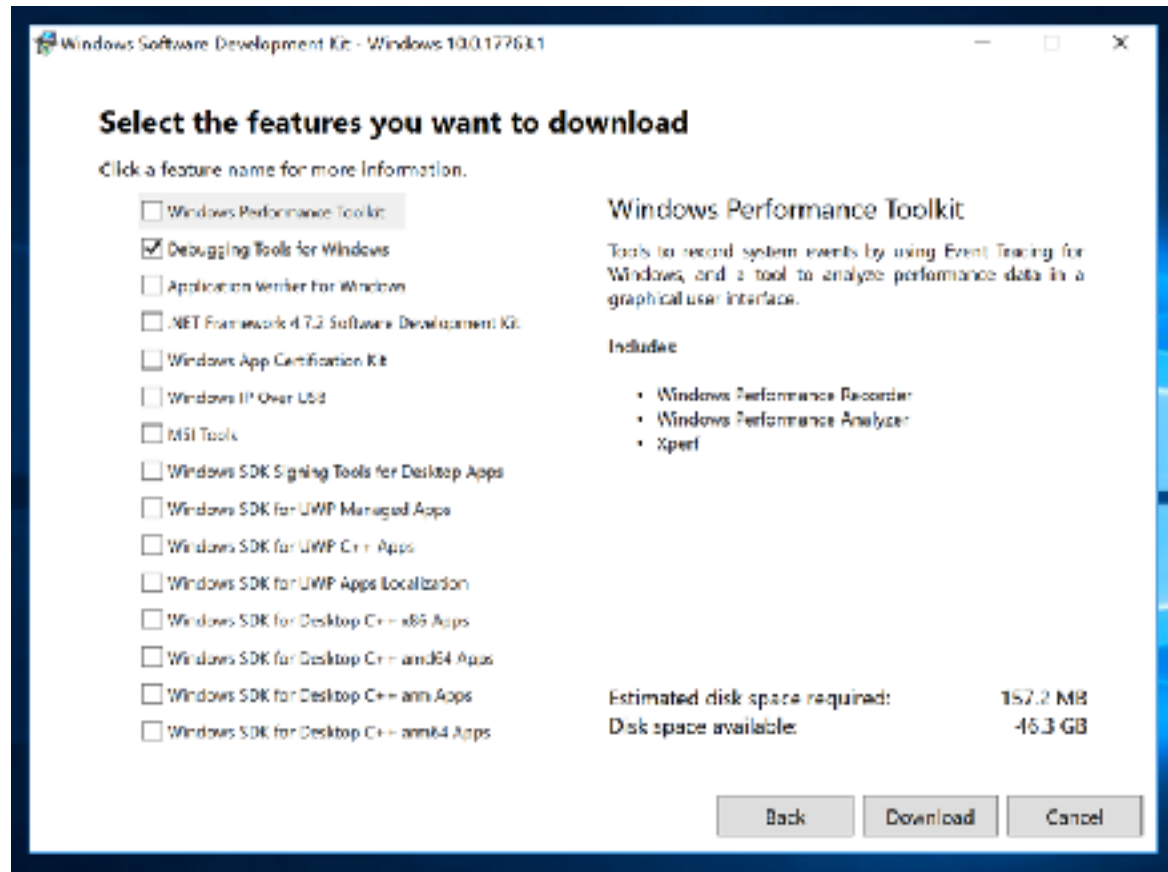 Windows Software Development Kit - Windows 10.0.17763.1
Select the features you want to download
Click a feature name for more information.
Windows Performance Toolkit
Debugging Tools for Windows
Application Verifier For Windows
.NET Framework 4.7.2 Software Development Kit
Windows App Certification Kit
Windows IP Over USB
MSI Tools
Windows SDK Signing Tools for Desktop Apps
Windows SDK for UWP Managed Apps
Windows SDK for UWP C++ Apps
Windows SDK for UWP Apps Localization
Windows SDK for Desktop C++ x86 Apps
Windows SDK for Desktop C++ amd64 Apps
Windows SDK for Desktop C++ arm Apps
Windows SDK for Desktop C++ arm64 Apps
Windows Performance Toolkit
Tools to record system events by using Event Tracing for
Windows, and a tool to analyze performance data in a
graphical user interface.
Includes
• Windows Performance Recorder
• Windows Performance Analyzer
• Xperf
Estimated disk space required: 157.2 MB
Disk space available: 46.3 GB
Back Download Cancel